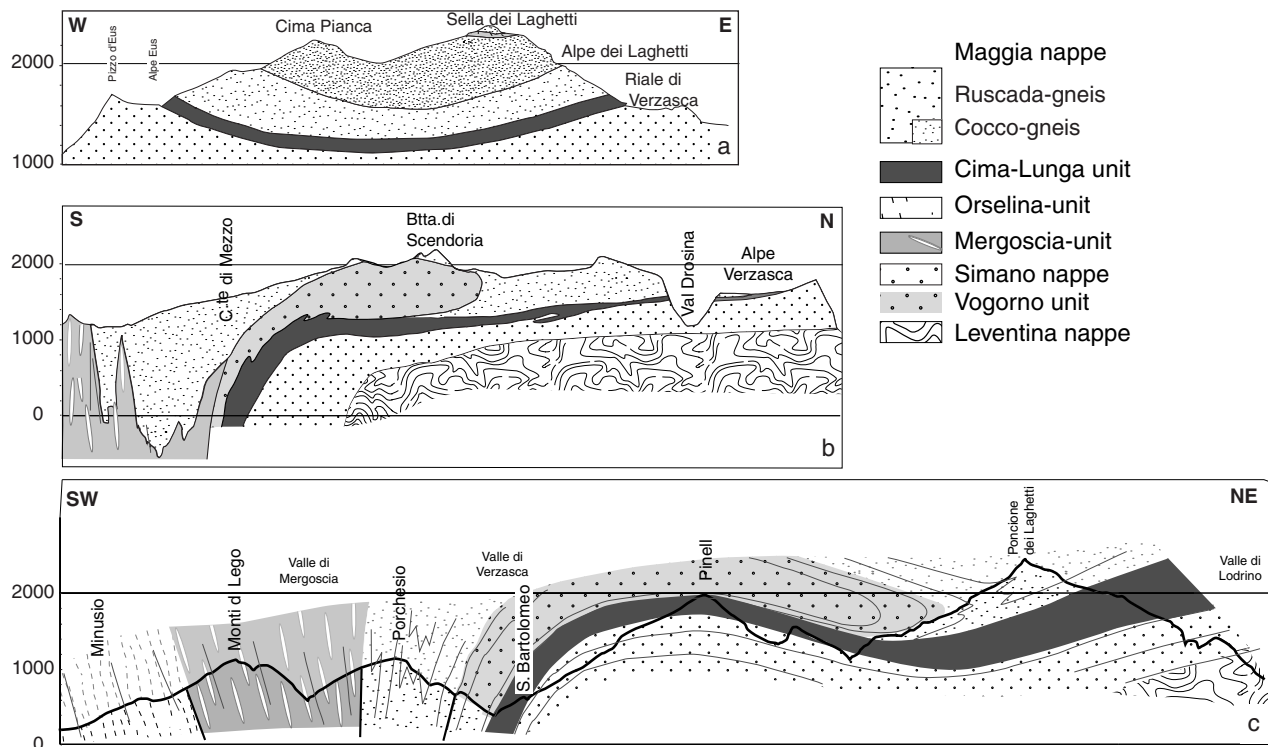 W
E
Pizzo d'Eus
Alpe Eus
Cima Pianca
Sella dei Laghetti
Alpe dei Laghetti
Riale di
Verzasca
2000
1000
a
Maggia nappe
Ruscada-gneis
Cocco-gneis
Cima-Lunga unit
Orselina-unit
Mergoscia-unit
Simano nappe
Vogorno unit
Leventina nappe
S
N
C.te di Mezzo
Btta.di
Scendoria
Val Drosina
Alpe
Verzasca
2000
1000
0
b
SW
NE
Minusio
Monti d Lego
Valle di
Mergoscia
Porchesio
Valle di
Verzasca
S. Bartolomeo
Pinell
Poncione
dei Laghetti
Valle di
Lodrino
2000
1000
0
c